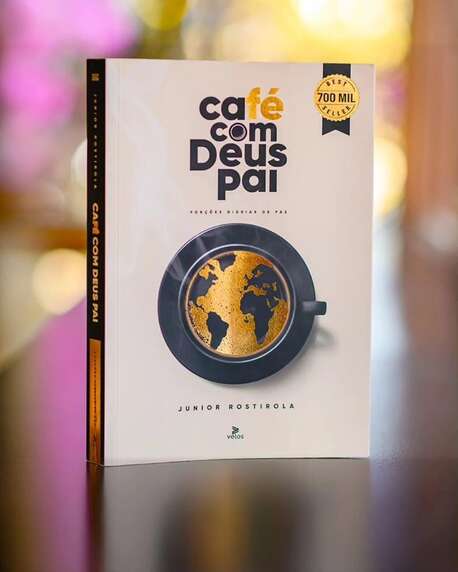 café
com
Deus
pai
PORÇÕES DIÁRIAS DE PAZ
BEST
700 MIL
SELLER
JUNIOR ROSTIROLA
velos
JUNIOR ROSTIROLA
CAFÉ COM DEUS PAI